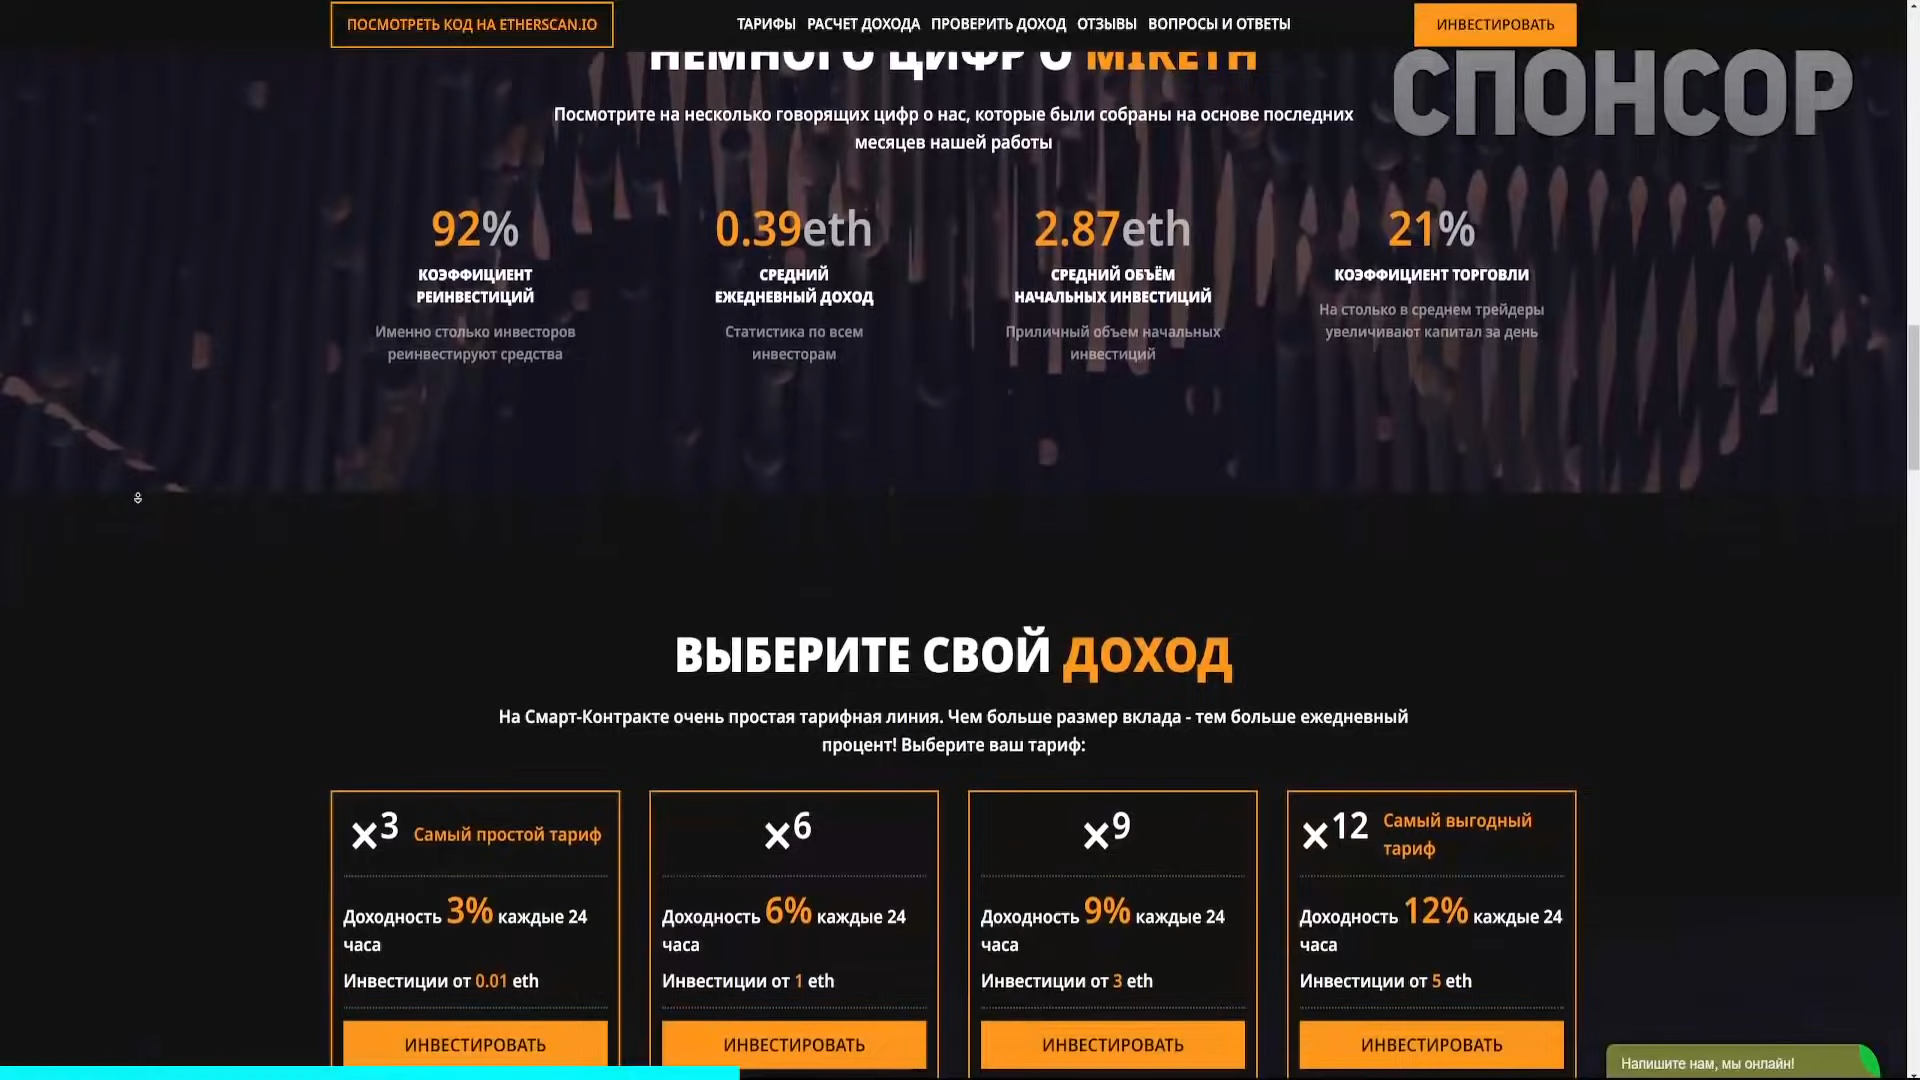 ПОСМОТРЕТЬ КОД НА ETHERSCAN.IO
ТАРИФЫ РАСЧЕТ ДОХОДА ПРОВЕРИТЬ ДОХОД ОТЗЫВЫ ВОПРОСЫ И ОТВЕТЫ
ИНВЕСТИРОВАТЬ
СПОНСОР
НЕМНОГО ЦИФР О MIRETH
Посмотрите на несколько говорящих цифр о нас, которые были собраны на основе последних
месяцев нашей работы
92%
КОЭФФИЦИЕНТ
РЕИНВЕСТИЦИЙ
Именно столько инвесторов
реинвестируют средства
0.39eth
СРЕДНИЙ
ЕЖЕДНЕВНЫЙ ДОХОД
Статистика по всем
инвесторам
2.87eth
СРЕДНИЙ ОБЪЁМ
НАЧАЛЬНЫХ ИНВЕСТИЦИЙ
Приличный объем начальных
инвестиций
21%
КОЭФФИЦИЕНТ ТОРГОВЛИ
На столько в среднем трейдеры
увеличивают капитал за день
ВЫБЕРИТЕ СВОЙ ДОХОД
На Смарт-Контракте очень простая тарифная линия. Чем больше размер вклада - тем больше ежедневный
процент! Выберите ваш тариф:
×3 Самый простой тариф
Доходность 3% каждые 24
часа
Инвестиции от 0.01 eth
ИНВЕСТИРОВАТЬ
×6
Доходность 6% каждые 24
часа
Инвестиции от 1 eth
ИНВЕСТИРОВАТЬ
×9
Доходность 9% каждые 24
часа
Инвестиции от 3 eth
ИНВЕСТИРОВАТЬ
×12 Самый выгодный
тариф
Доходность 12% каждые 24
часа
Инвестиции от 5 eth
ИНВЕСТИРОВАТЬ
Напишите нам, мы онлайн!